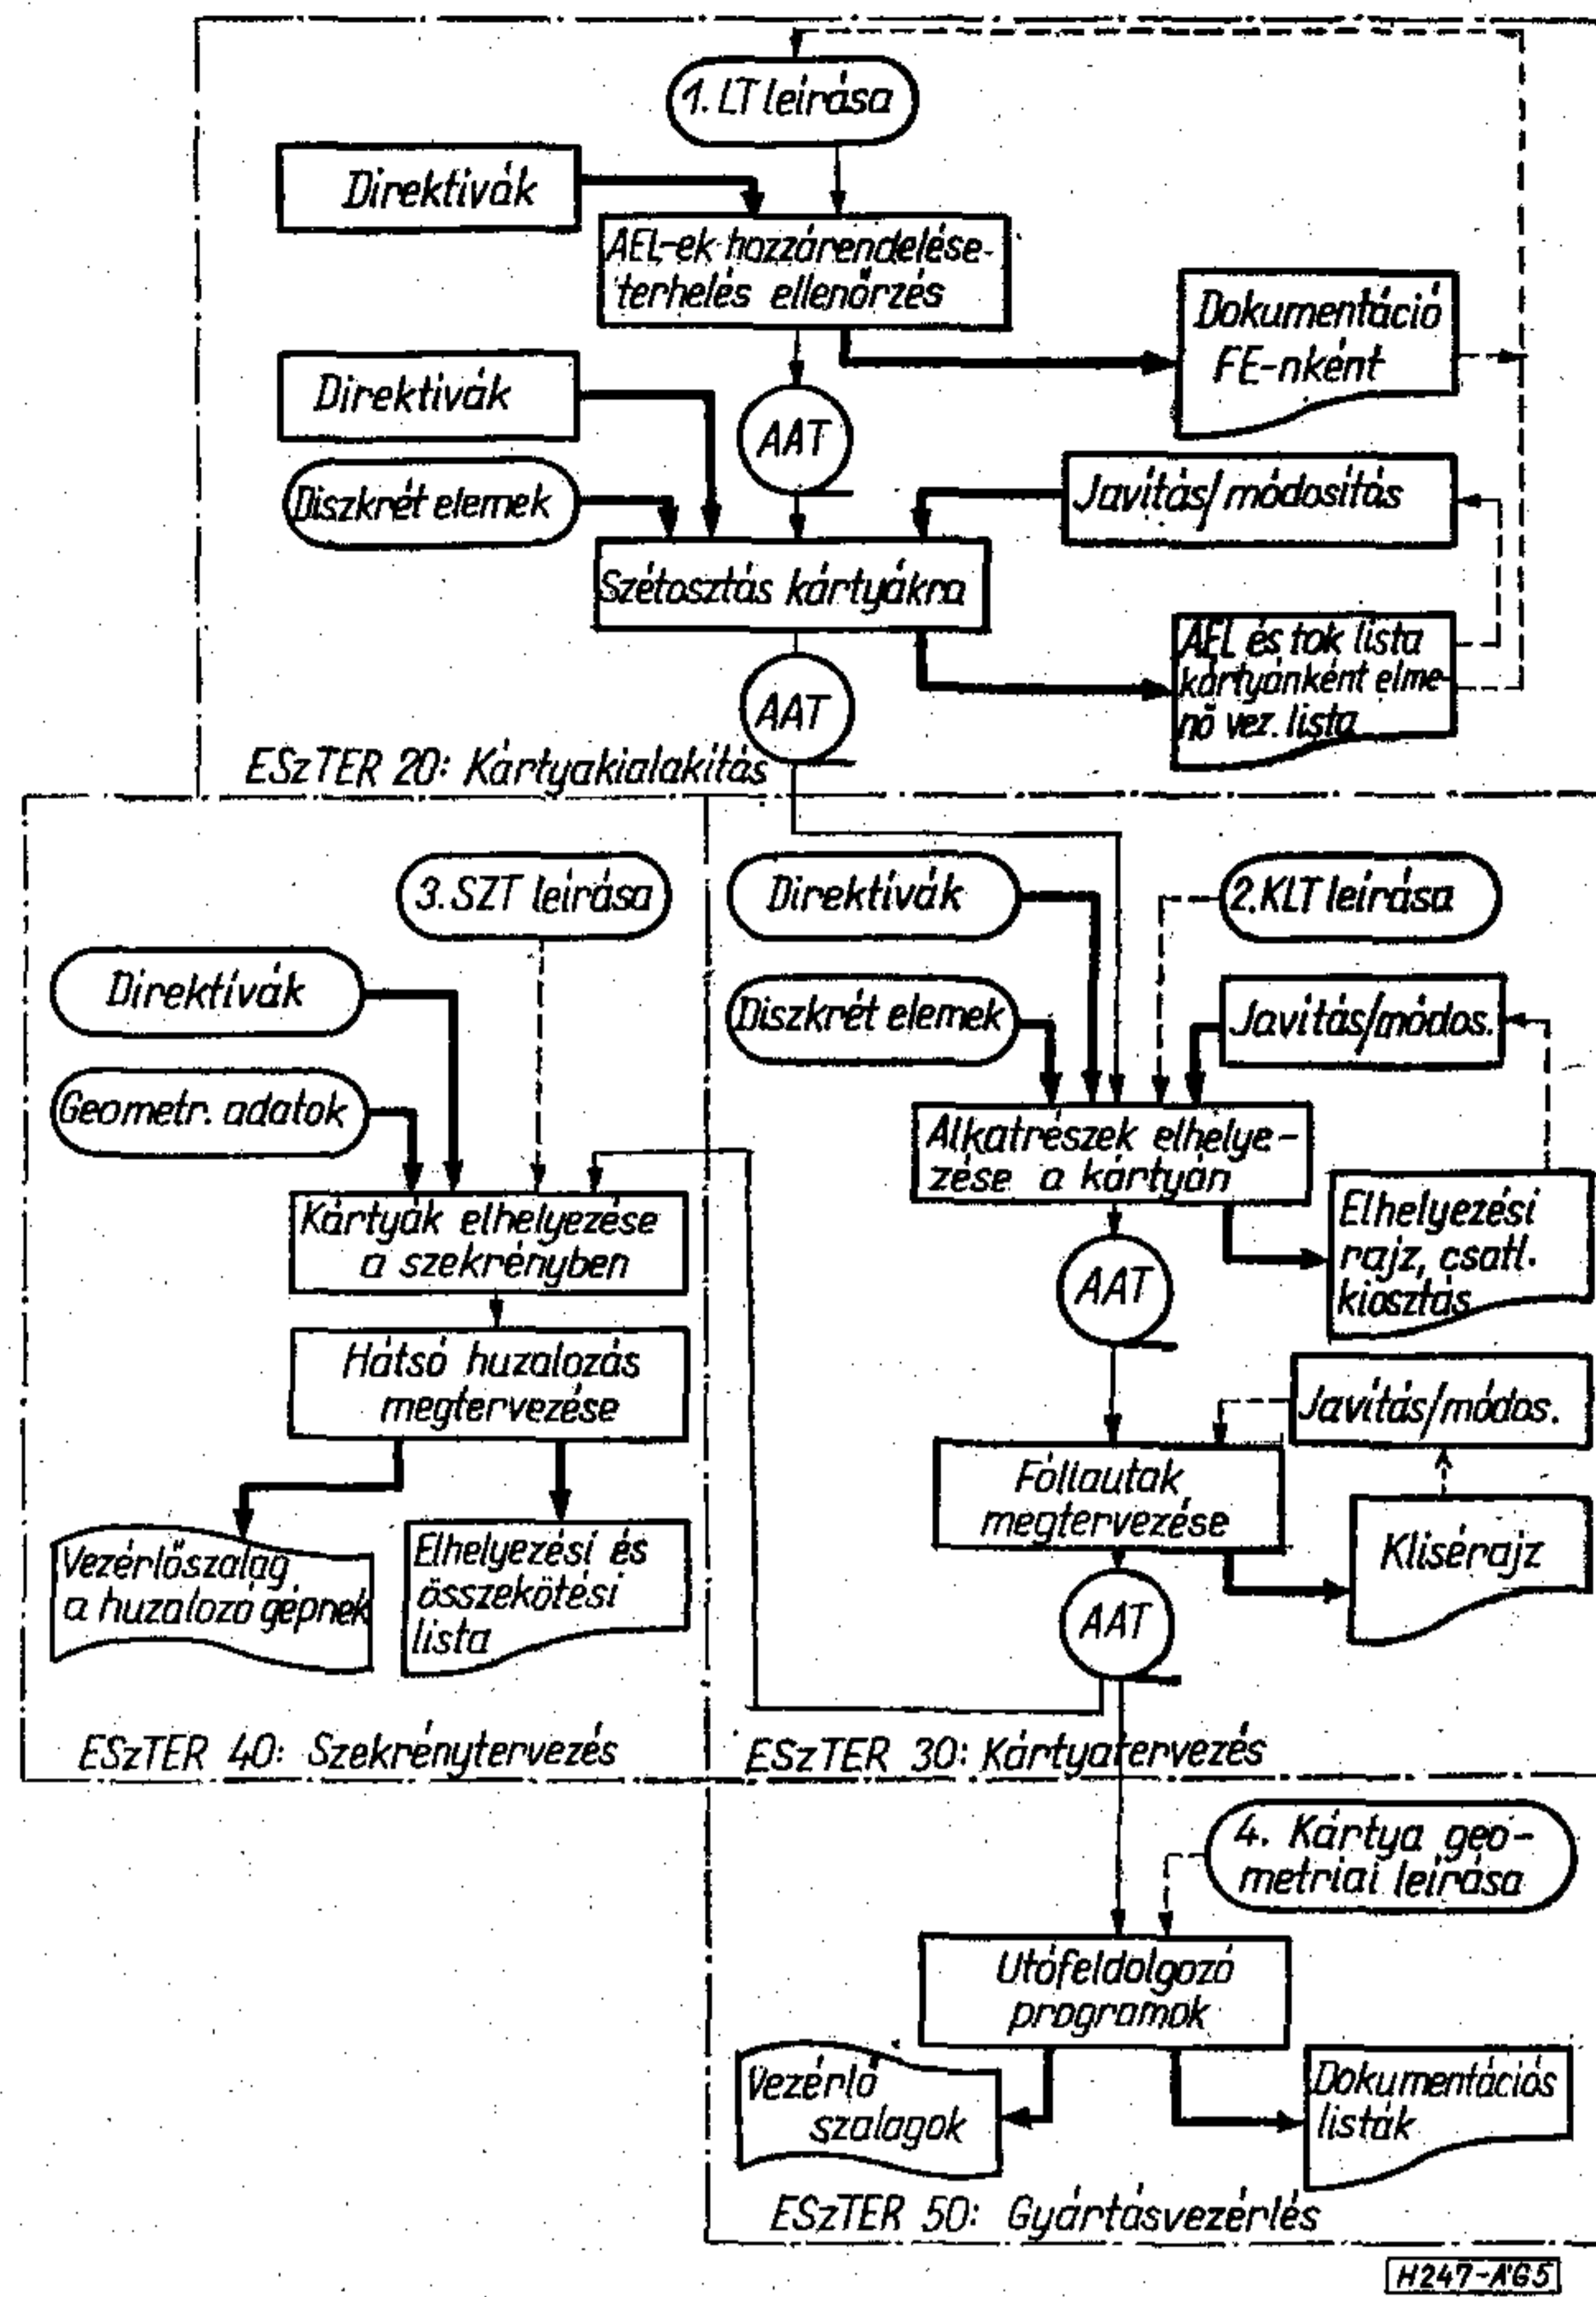 1. LT leírása
Direktivák
AEL-ek hozzárendelése-
terhelés ellenőrzés
Dokumentáció
FE-nként
Direktivák
AAT
Diszkrét elemek
Javítás/módosítás
Szétosztás kártyákra
AEL és tok lista
kártyánként elme-
nő vez. lista
AAT
ESzTER 20: Kártyakialakítás
3. SZT leírása
Direktívák
Geometr. adatok
Kártyák elhelyezése
a szekrényben
Hátsó huzalozás
megtervezése
Vezérlőszalag
a huzalozó gépnek
Elhelyezési és
összekötési
lista
ESzTER 40: Szekrénytervezés
Direktívák
2. KLT leírása
Diszkrét elemek
Javítás/módos.
Alkatrészek elhelye-
zése a kártyán
Elhelyezési
rajz, csatl.
kiosztás
AAT
Javítás/módos.
Fóliautak
megtervezése
Klisérajz
AAT
ESzTER 30: Kártyatervezés
4. Kártya geo-
metriai leírása
Utófeldolgozó
programok
Vezérlő
szalagok
Dokumentációs
listák
ESzTER 50: Gyártásvezérlés
H247-AG5